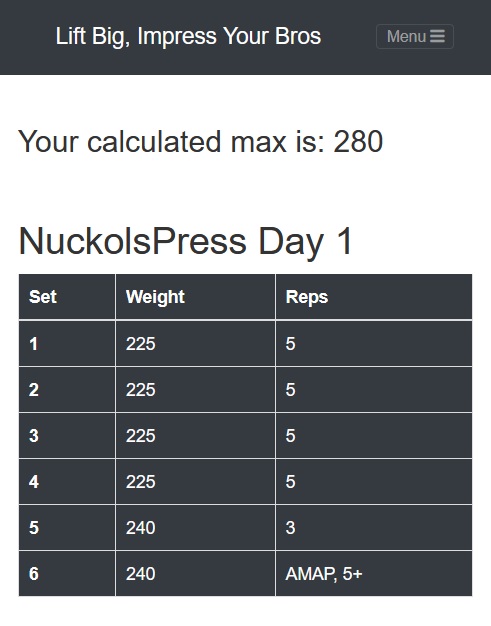 Lift Big, Impress Your Bros
Menu
Your calculated max is: 280
NuckolsPress Day 1
Set Weight Reps
1 225 5
2 225 5
3 225 5
4 225 5
5 240 3
6 240 AMAP, 5+